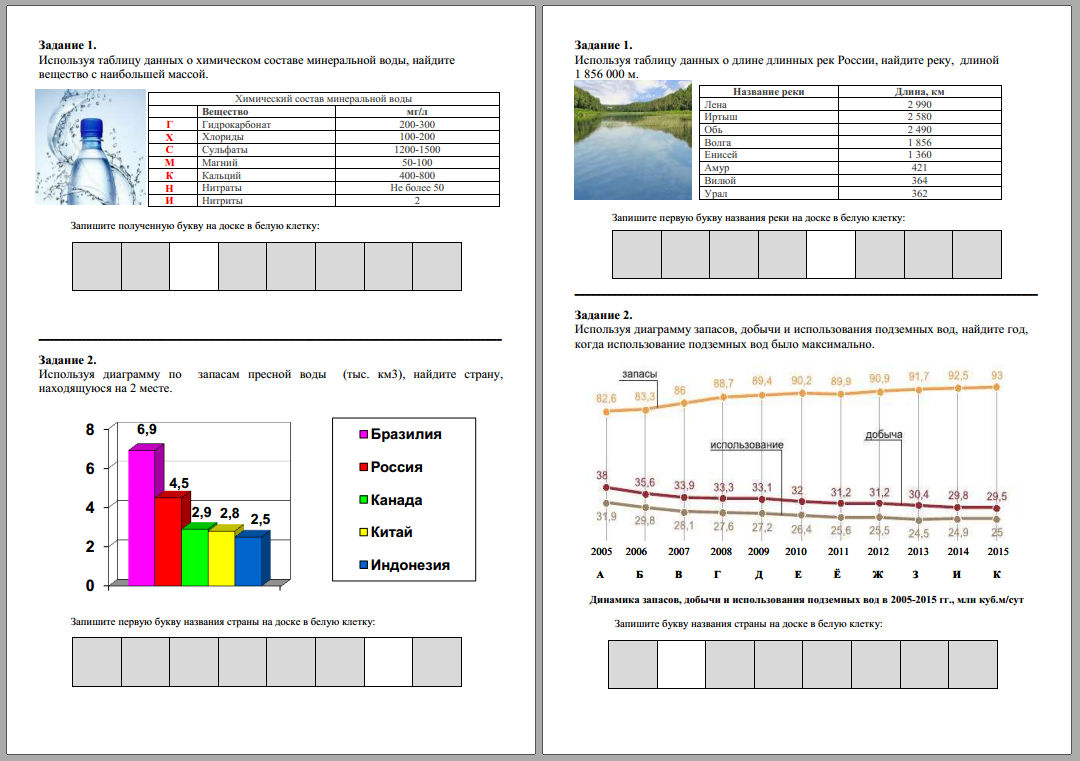 Задание 1.
Используя таблицу данных о химическом составе минеральной воды, найдите
вещество с наибольшей массой.
Химический состав минеральной воды
Вещество мг/л
Г Гидрокарбонат 200-300
Х Хлориды 100-200
С Сульфаты 1200-1500
М Магний 50-100
К Кальций 400-800
Н Нитраты Не более 50
И Нитриты 2
Запишите полученную букву на доске в белую клетку:
Задание 2.
Используя диаграмму по запасам пресной воды (тыс. км3), найдите страну,
находящуюся на 2 месте.
8
6
4
2
0
6,9
4,5
2,9
2,8
2,5
Бразилия
Россия
Канада
Китай
Индонезия
Запишите первую букву названия страны на доске в белую клетку:
Задание 1.
Используя таблицу данных о длине длинных рек России, найдите реку, длиной
1 856 000 м.
Название реки Длина, км
Лена 2 990
Иртыш 2 580
Обь 2 490
Волга 1 856
Енисей 1 360
Амур 421
Вилюй 364
Урал 362
Запишите первую букву названия реки на доске в белую клетку:
Задание 2.
Используя диаграмму запасов, добычи и использования подземных вод, найдите год,
когда использование подземных вод было максимально.
запасы
82,6 83,3 86 88,7 89,4 90,2 89,9 90,9 91,7 92,5 93
использование
добыча
38 35,6 33,9 33,3 33,1 32 31,2 31,2 30,4 29,8 29,5
31,9 29,8 28,1 27,6 27,2 26,4 25,6 25,5 24,5 24,9 25
2005 2006 2007 2008 2009 2010 2011 2012 2013 2014 2015
А Б В Г Д Е Ё Ж З И К
Динамика запасов, добычи и использования подземных вод в 2005-2015 гг., млн куб.м/сут
Запишите букву названия страны на доске в белую клетку: